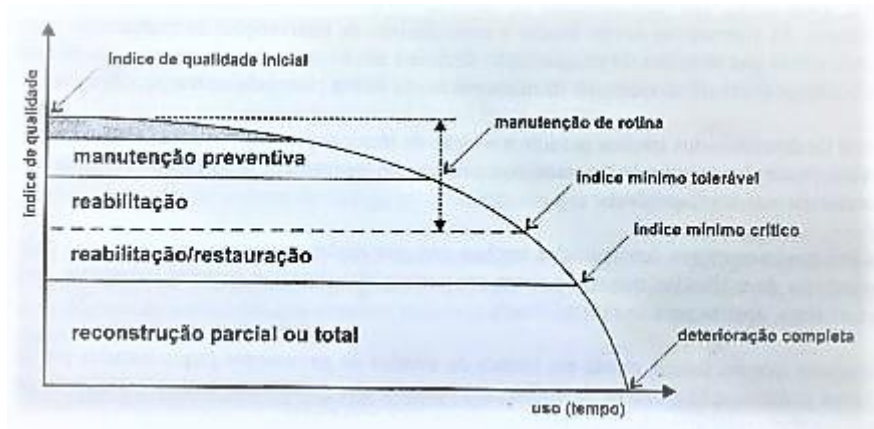 índice de qualidade inicial
índice de qualidade
manutenção de rotina
manutenção preventiva
índice mínimo tolerável
reabilitação
índice mínimo crítico
reabilitação/restauração
reconstrução parcial ou total
deterioração completa
uso (tempo)